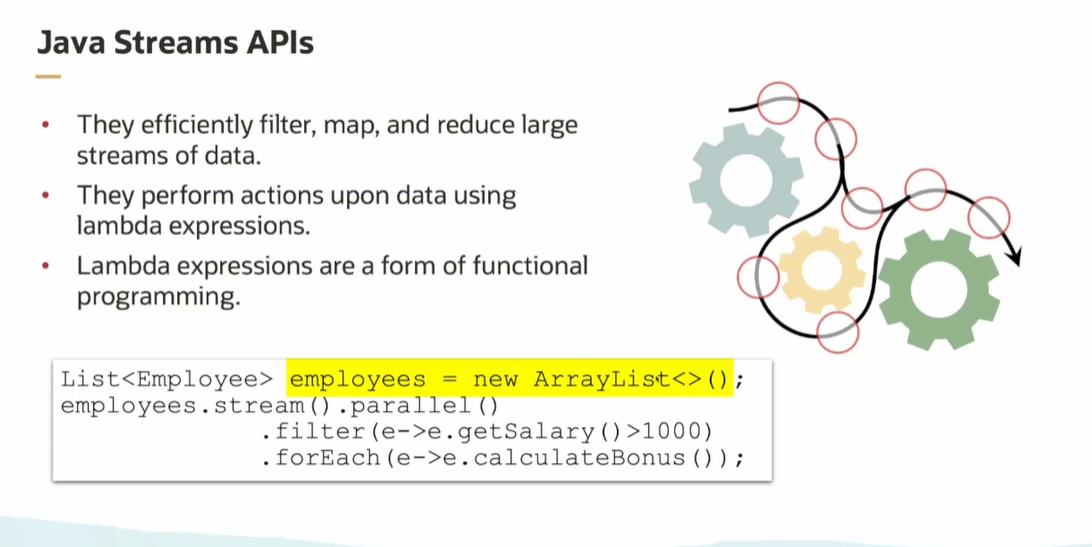 Java Streams APIs
• They efficiently filter, map, and reduce large
streams of data.
• They perform actions upon data using
lambda expressions.
• Lambda expressions are a form of functional
programming.
List<Employee> employees = new ArrayList<>();
employees.stream().parallel()
.filter(e->e.getSalary()>1000)
.forEach(e->e.calculateBonus());